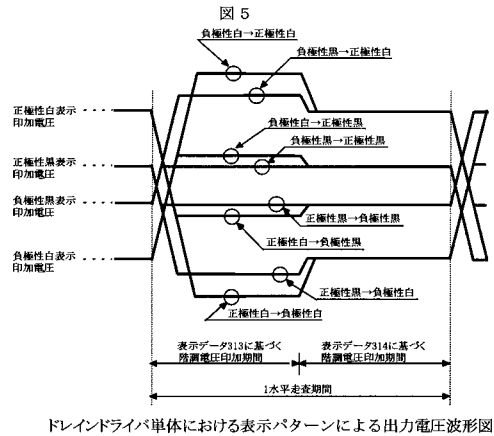 図 5
負極性白→正極性白
負極性黒→正極性白
正極性白表示
印加電圧
負極性白→正極性黒
負極性黒→正極性黒
正極性黒表示
印加電圧
負極性黒表示
印加電圧
正極性黒→負極性黒
正極性白→負極性黒
負極性白表示
印加電圧
正極性黒→負極性白
正極性白→負極性白
表示データ313に基づく
階調電圧印加期間
表示データ314に基づく
階調電圧印加期間
1水平走査期間
ドレインドライバ単体における表示パターンによる出力電圧波形図